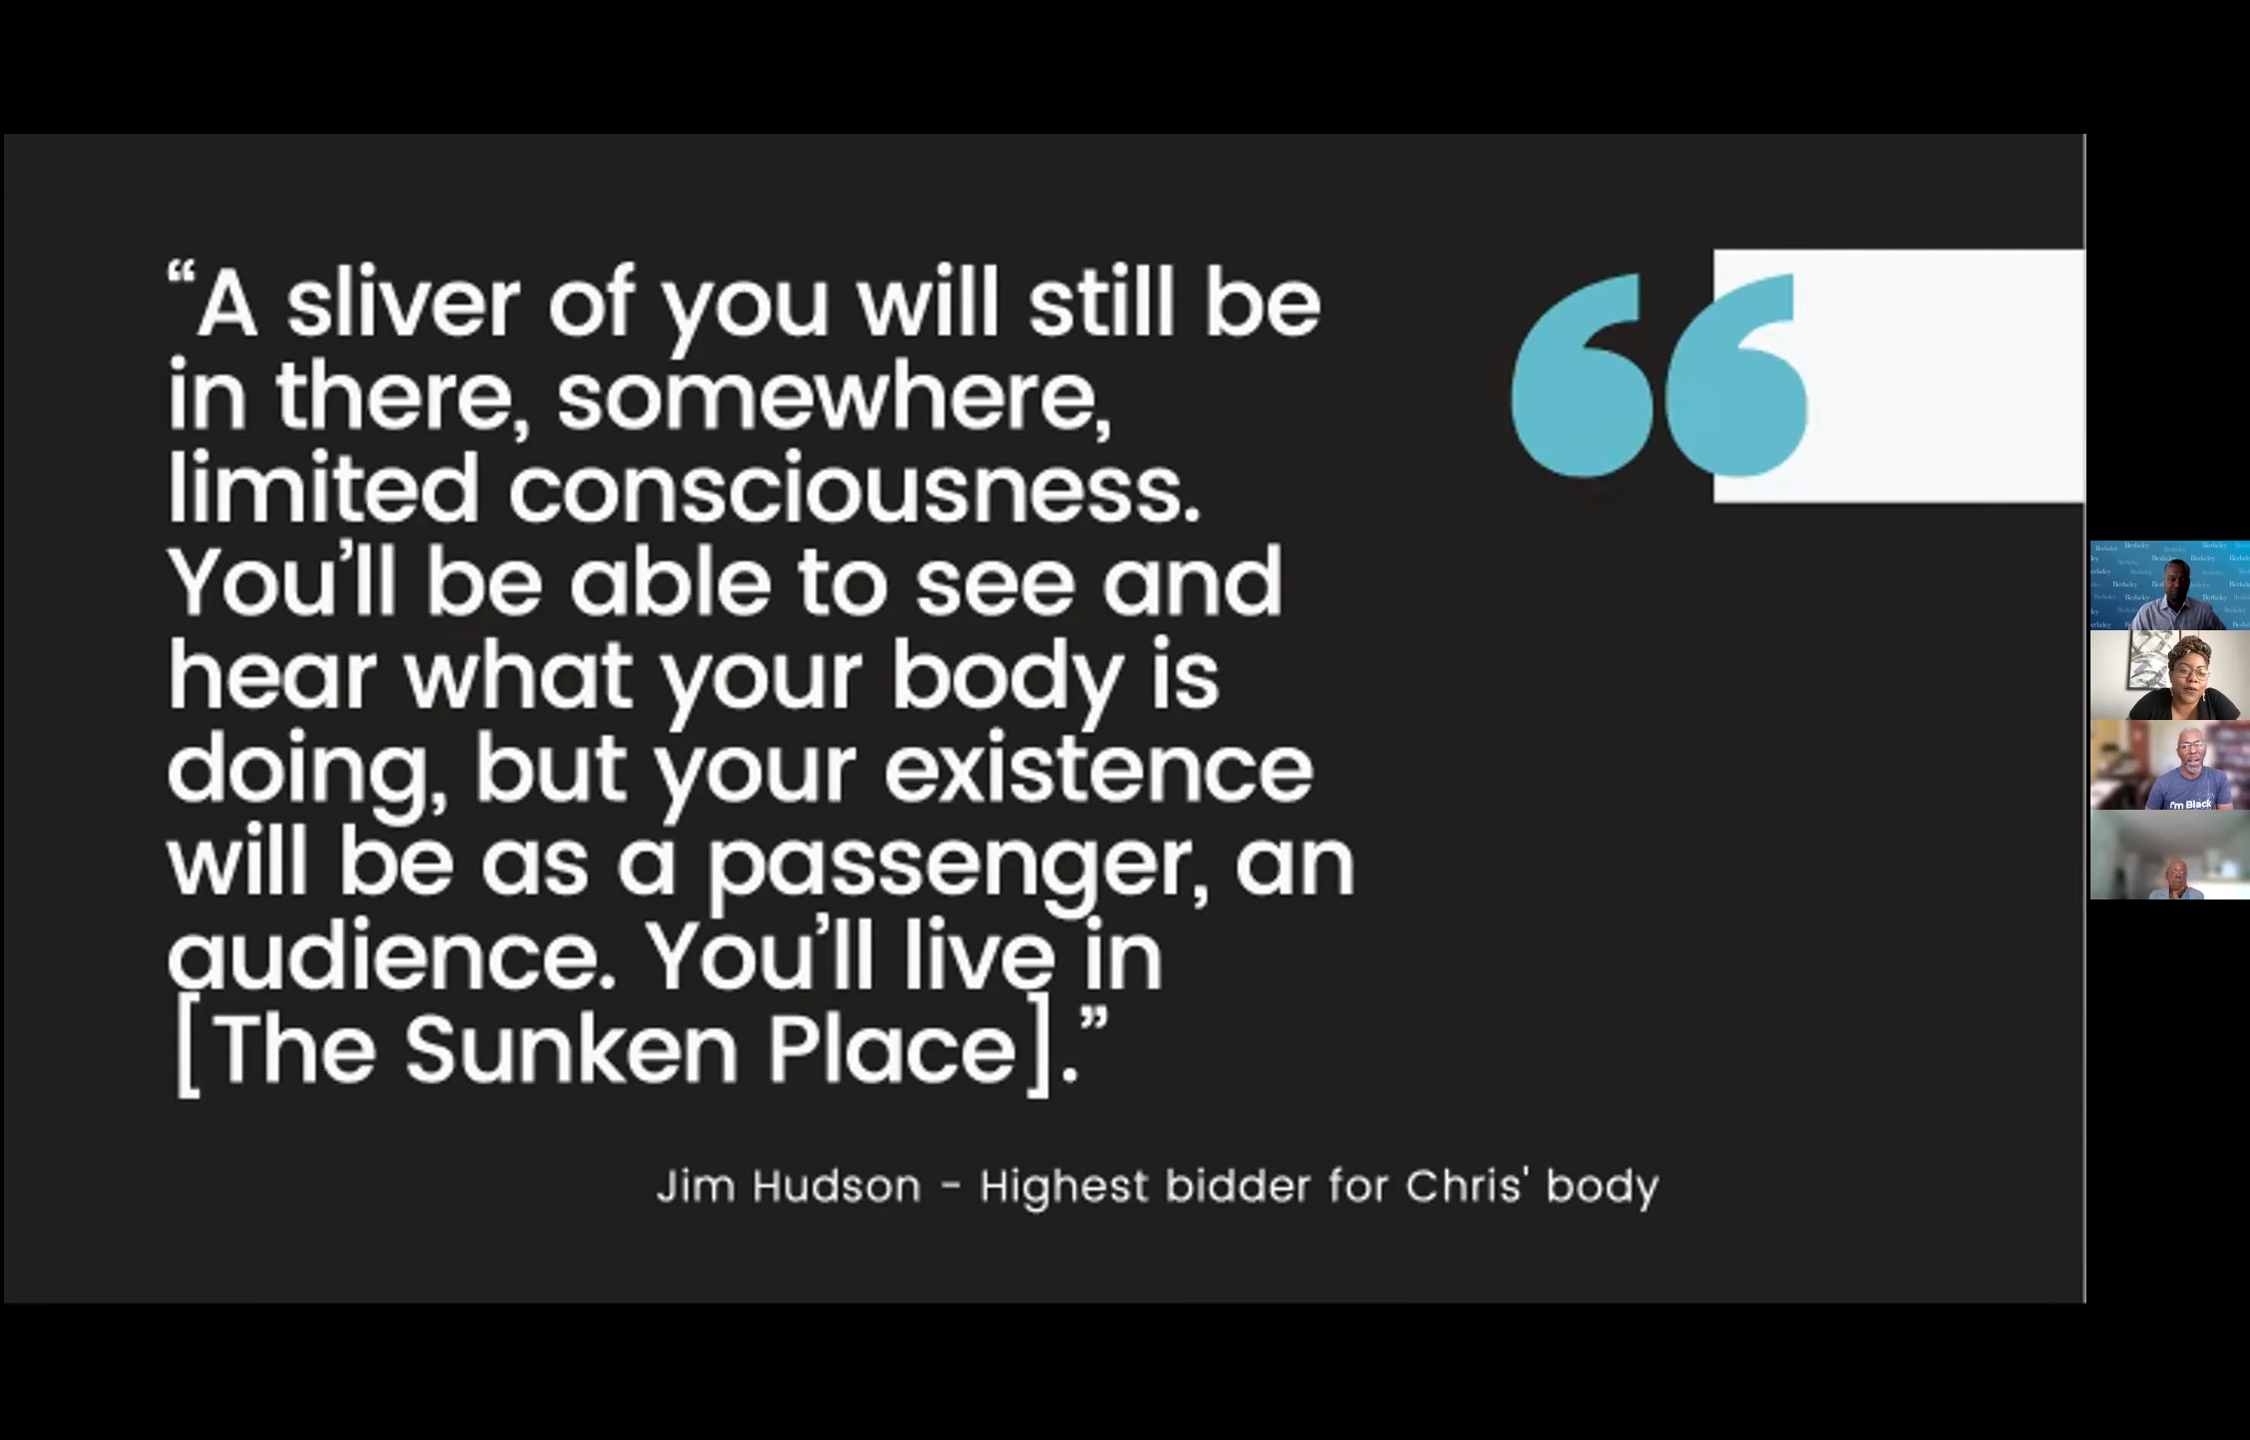 “A sliver of you will still be
in there, somewhere,
limited consciousness.
You’ll be able to see and
hear what your body is
doing, but your existence
will be as a passenger, an
audience. You’ll live in
[The Sunken Place].”
Jim Hudson - Highest bidder for Chris' body
Berkeley
I'm Black